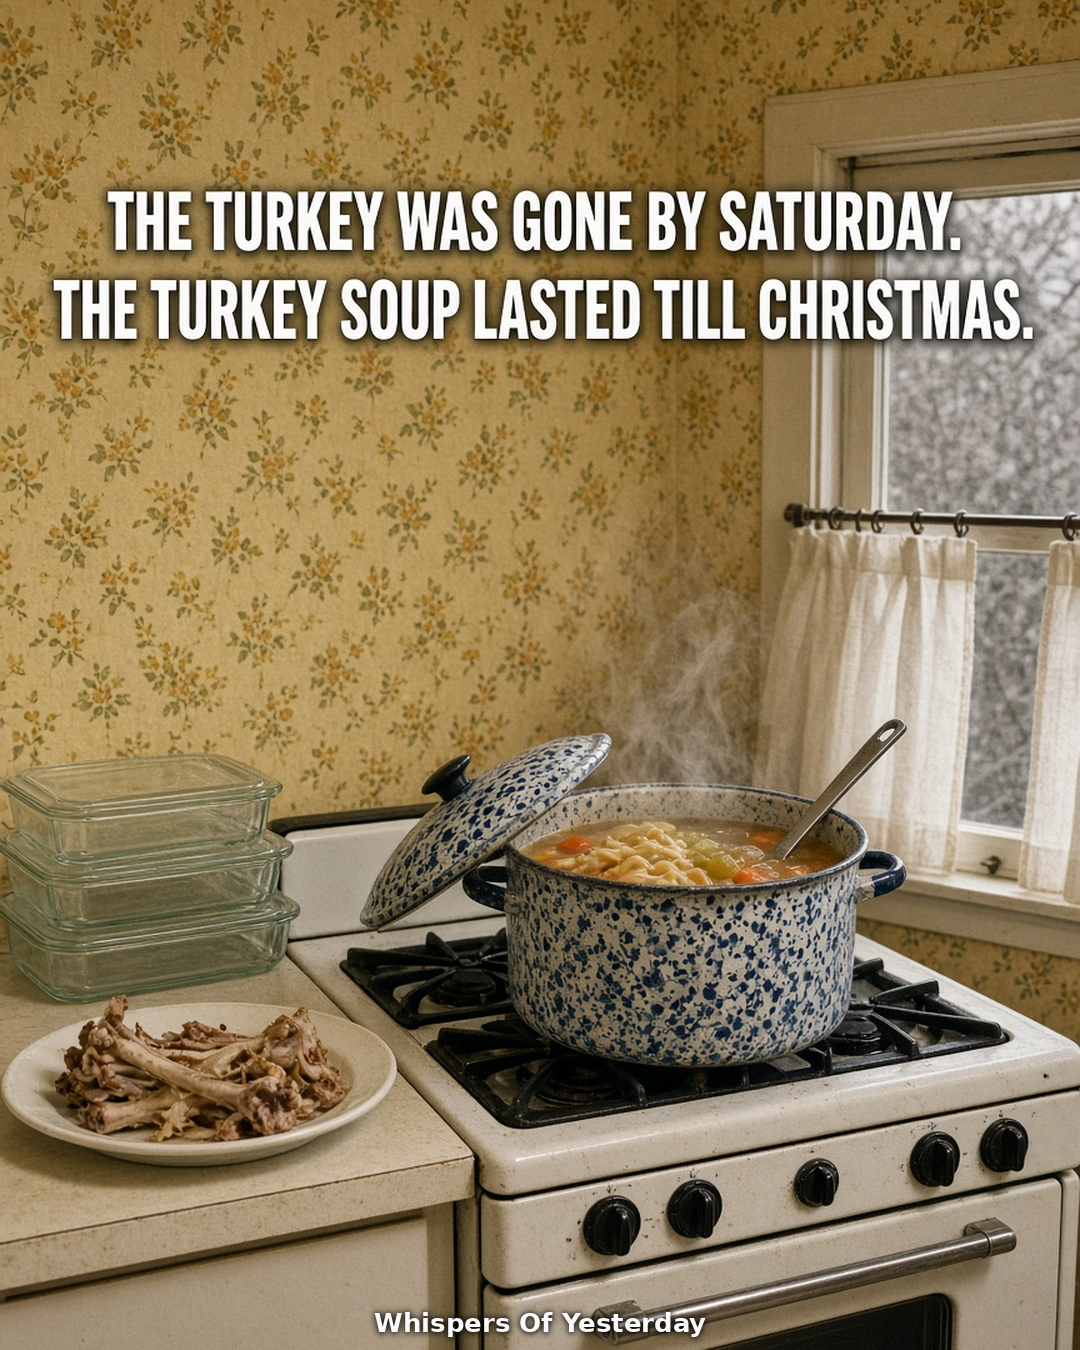 THE TURKEY WAS GONE BY SATURDAY.
THE TURKEY SOUP LASTED TILL CHRISTMAS.
Whispers Of Yesterday